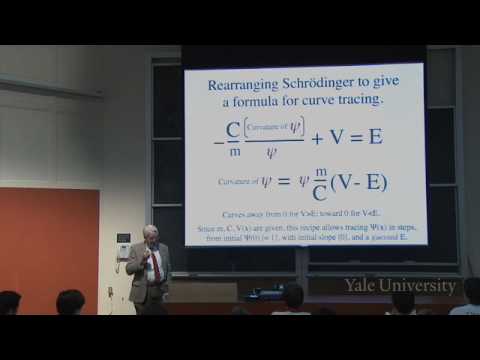 Rearranging Schrödinger to give
a formula for curve tracing.
- C/m [Curvature of ψ]/ψ + V = E
Curvature of ψ = ψ m/C (V- E)
Curves away from 0 for V>E; toward 0 for V<E.
Since m, C, V(x) are given, this recipe allows tracing Ψ(x) in steps,
from initial Ψ(0) [= 1], with initial slope [0], and a guessed E.
Yale University